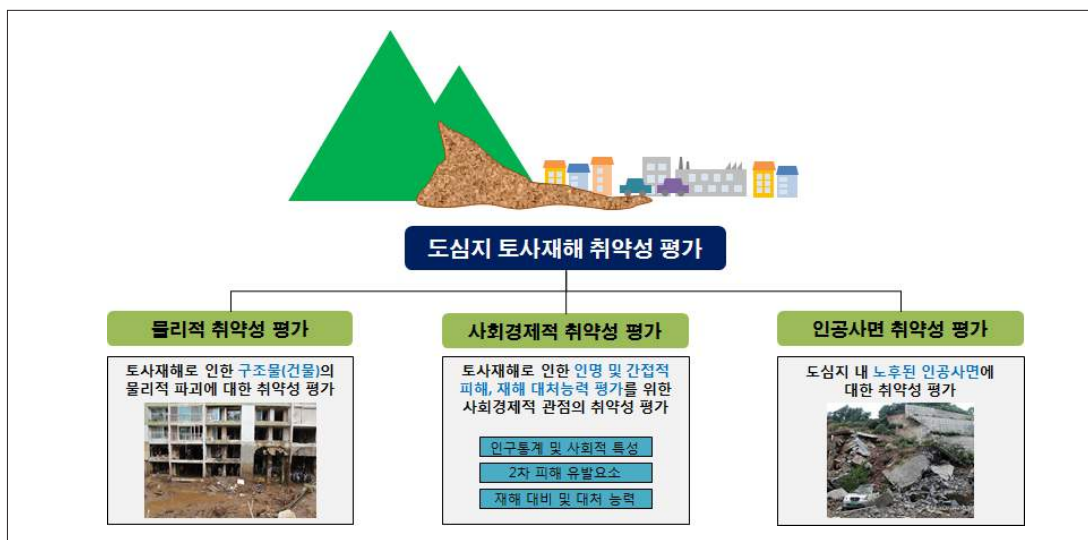 도심지 토사재해 취약성 평가
물리적 취약성 평가
토사재해로 인한 구조물(건물)의
물리적 파괴에 대한 취약성 평가
사회경제적 취약성 평가
토사재해로 인한 인명 및 간접적
피해, 재해 대처능력 평가를 위한
사회경제적 관점의 취약성 평가
인구통계 및 사회적 특성
2차 피해 유발요소
재해 대비 및 대처 능력
인공사면 취약성 평가
도심지 내 노후된 인공사면에
대한 취약성 평가